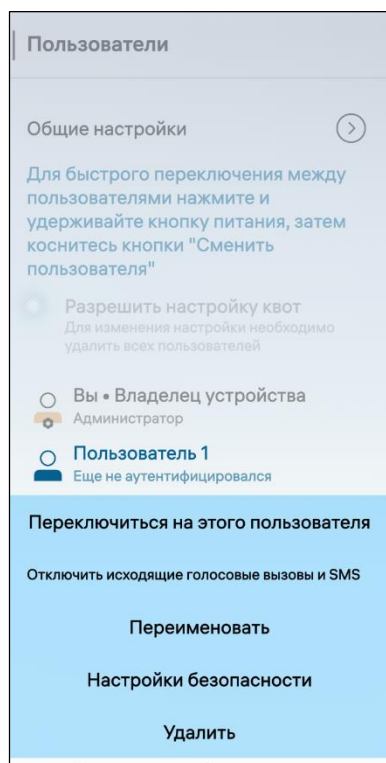 Пользователи
Общие настройки
Для быстрого переключения между
пользователями нажмите и
удерживайте кнопку питания, затем
коснитесь кнопки "Сменить
пользователя"
Разрешить настройку квот
Для изменения настройки необходимо
удалить всех пользователей
Вы • Владелец устройства
Администратор
Пользователь 1
Еще не аутентифицировался
Переключиться на этого пользователя
Отключить исходящие голосовые вызовы и SMS
Переименовать
Настройки безопасности
Удалить